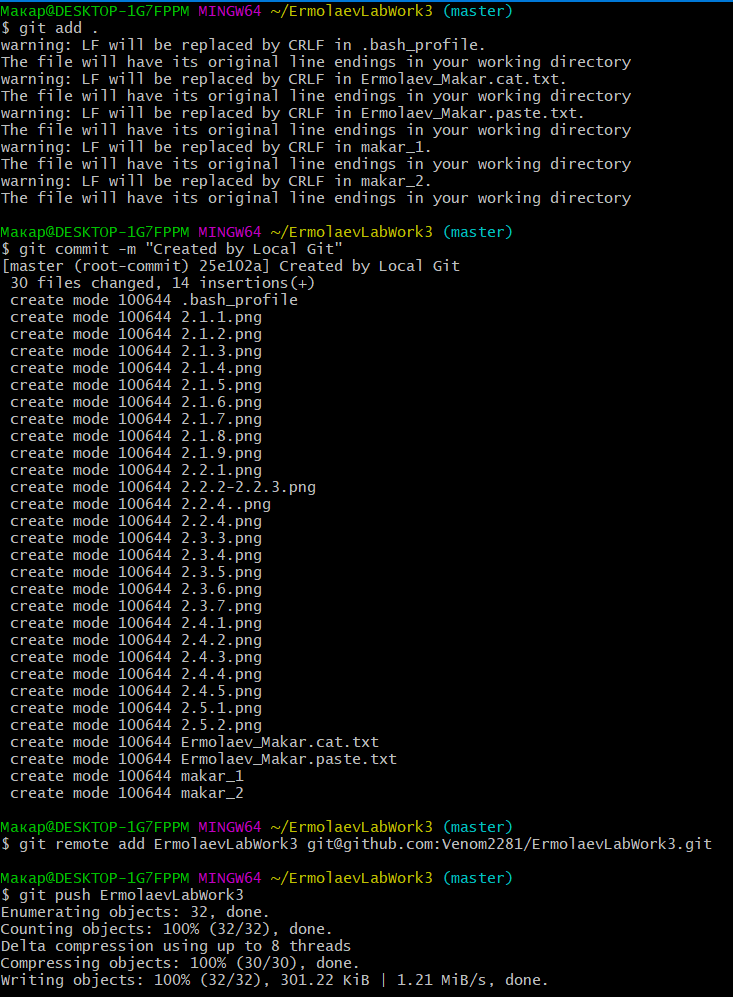 Макар@DESKTOP-1G7FPPM MINGW64 ~/ErmolaevLabWork3 (master)
$ git add .
warning: LF will be replaced by CRLF in .bash_profile.
The file will have its original line endings in your working directory
warning: LF will be replaced by CRLF in Ermolaev_Makar.cat.txt.
The file will have its original line endings in your working directory
warning: LF will be replaced by CRLF in Ermolaev_Makar.paste.txt.
The file will have its original line endings in your working directory
warning: LF will be replaced by CRLF in makar_1.
The file will have its original line endings in your working directory
warning: LF will be replaced by CRLF in makar_2.
The file will have its original line endings in your working directory
Макар@DESKTOP-1G7FPPM MINGW64 ~/ErmolaevLabWork3 (master)
$ git commit -m "Created by Local Git"
[master (root-commit) 25e102a] Created by Local Git
30 files changed, 14 insertions(+)
create mode 100644 .bash_profile
create mode 100644 2.1.1.png
create mode 100644 2.1.2.png
create mode 100644 2.1.3.png
create mode 100644 2.1.4.png
create mode 100644 2.1.5.png
create mode 100644 2.1.6.png
create mode 100644 2.1.7.png
create mode 100644 2.1.8.png
create mode 100644 2.1.9.png
create mode 100644 2.2.1.png
create mode 100644 2.2.2-2.2.3.png
create mode 100644 2.2.4..png
create mode 100644 2.2.4.png
create mode 100644 2.3.3.png
create mode 100644 2.3.4.png
create mode 100644 2.3.5.png
create mode 100644 2.3.6.png
create mode 100644 2.3.7.png
create mode 100644 2.4.1.png
create mode 100644 2.4.2.png
create mode 100644 2.4.3.png
create mode 100644 2.4.4.png
create mode 100644 2.4.5.png
create mode 100644 2.5.1.png
create mode 100644 2.5.2.png
create mode 100644 Ermolaev_Makar.cat.txt
create mode 100644 Ermolaev_Makar.paste.txt
create mode 100644 makar_1
create mode 100644 makar_2
Макар@DESKTOP-1G7FPPM MINGW64 ~/ErmolaevLabWork3 (master)
$ git remote add ErmolaevLabWork3 git@github.com:Venom2281/ErmolaevLabWork3.git
Макар@DESKTOP-1G7FPPM MINGW64 ~/ErmolaevLabWork3 (master)
$ git push ErmolaevLabWork3
Enumerating objects: 32, done.
Counting objects: 100% (32/32), done.
Delta compression using up to 8 threads
Compressing objects: 100% (30/30), done.
Writing objects: 100% (32/32), 301.22 KiB | 1.21 MiB/s, done.